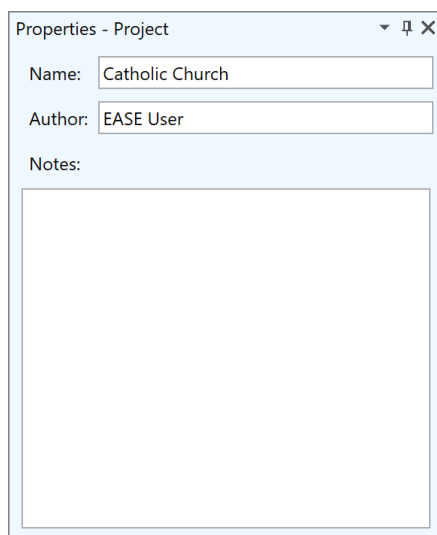 Properties - Project
Name: Catholic Church
Author: EASE User
Notes: